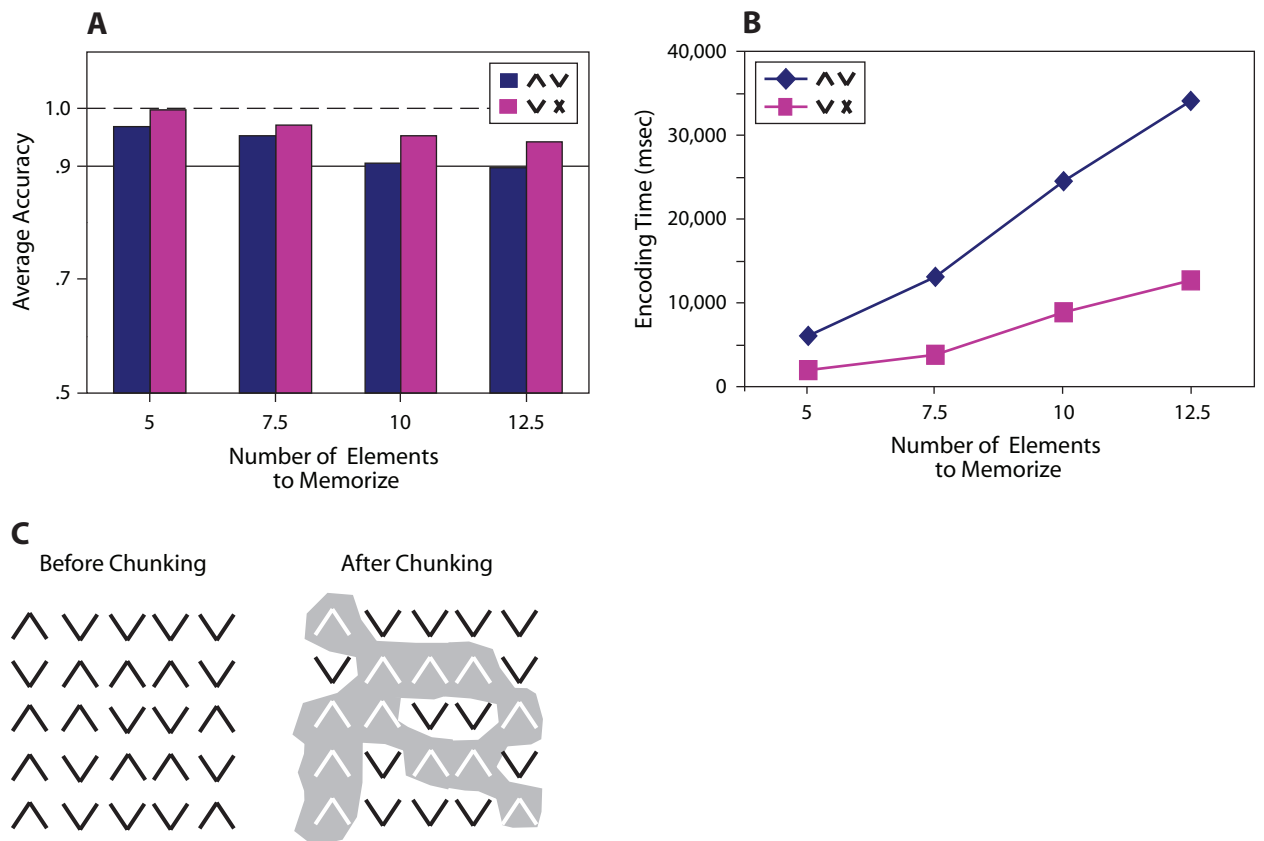 A
Average Accuracy
1.0
.9
.7
.5
5 7.5 10 12.5
Number of Elements
to Memorize
B
Encoding Time (msec)
40,000
30,000
20,000
10,000
0
5 7.5 10 12.5
Number of Elements
to Memorize
C
Before Chunking
After Chunking